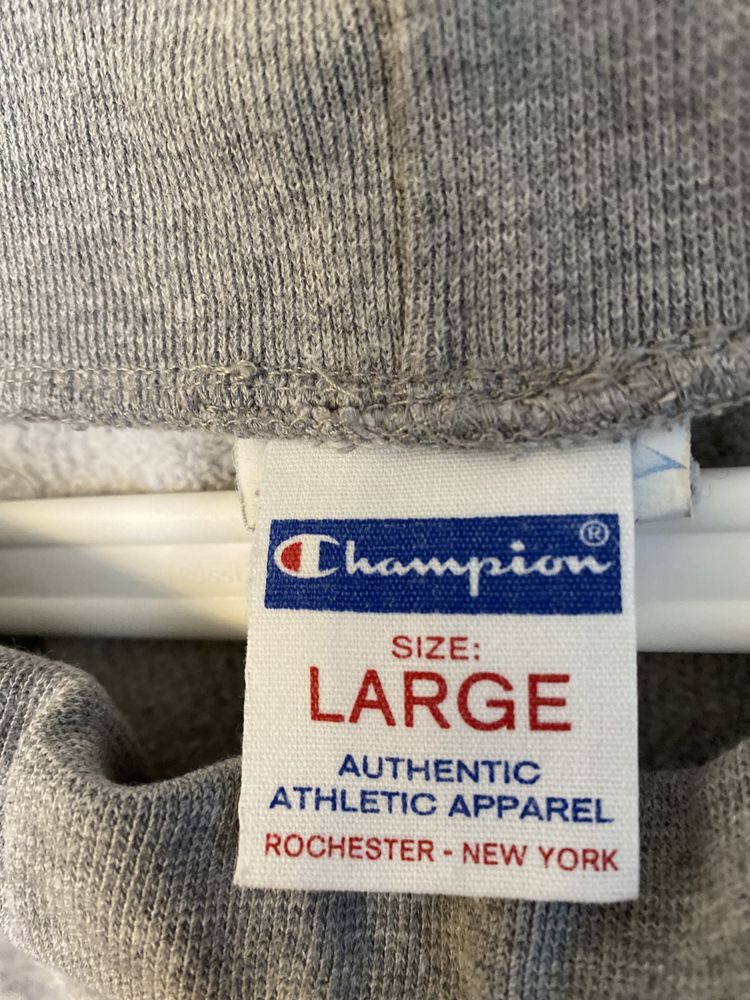 Champion®
SIZE:
LARGE
AUTHENTIC
ATHLETIC APPAREL
ROCHESTER - NEW YORK